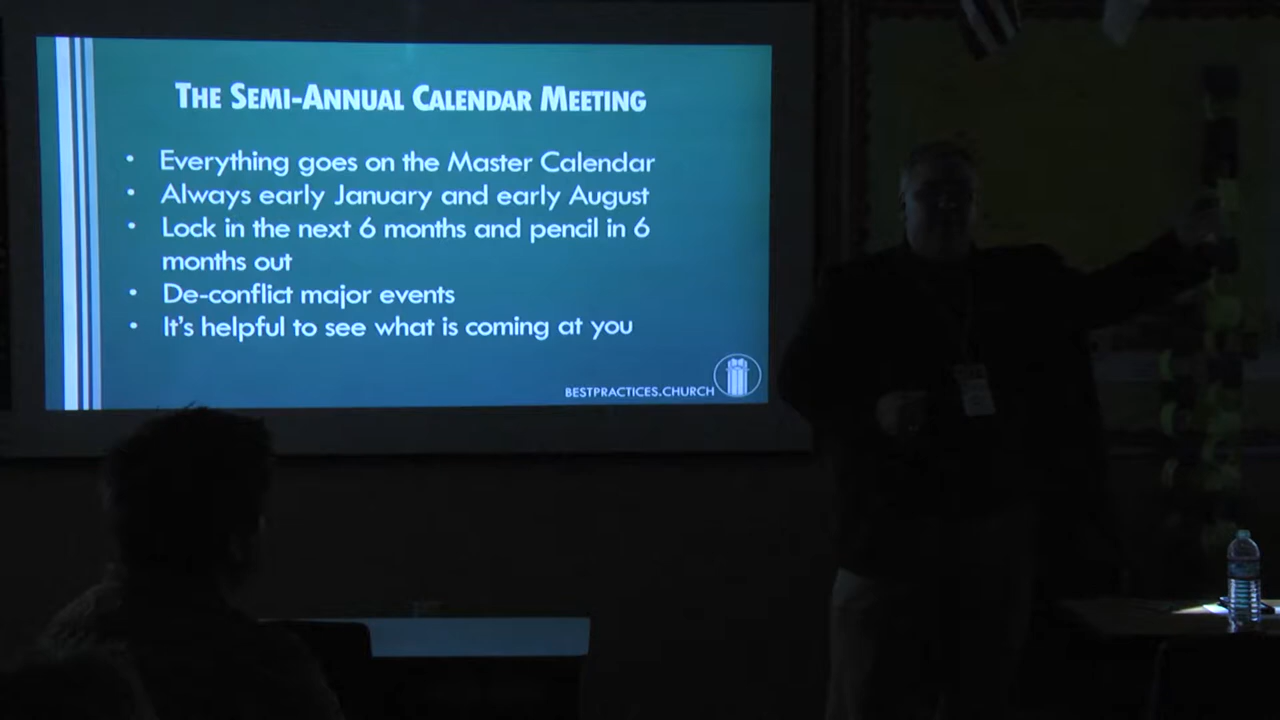 THE SEMI-ANNUAL CALENDAR MEETING
• Everything goes on the Master Calendar
• Always early January and early August
• Lock in the next 6 months and pencil in 6
months out
• De-conflict major events
• It's helpful to see what is coming at you
BESTPRACTICES.CHURCH